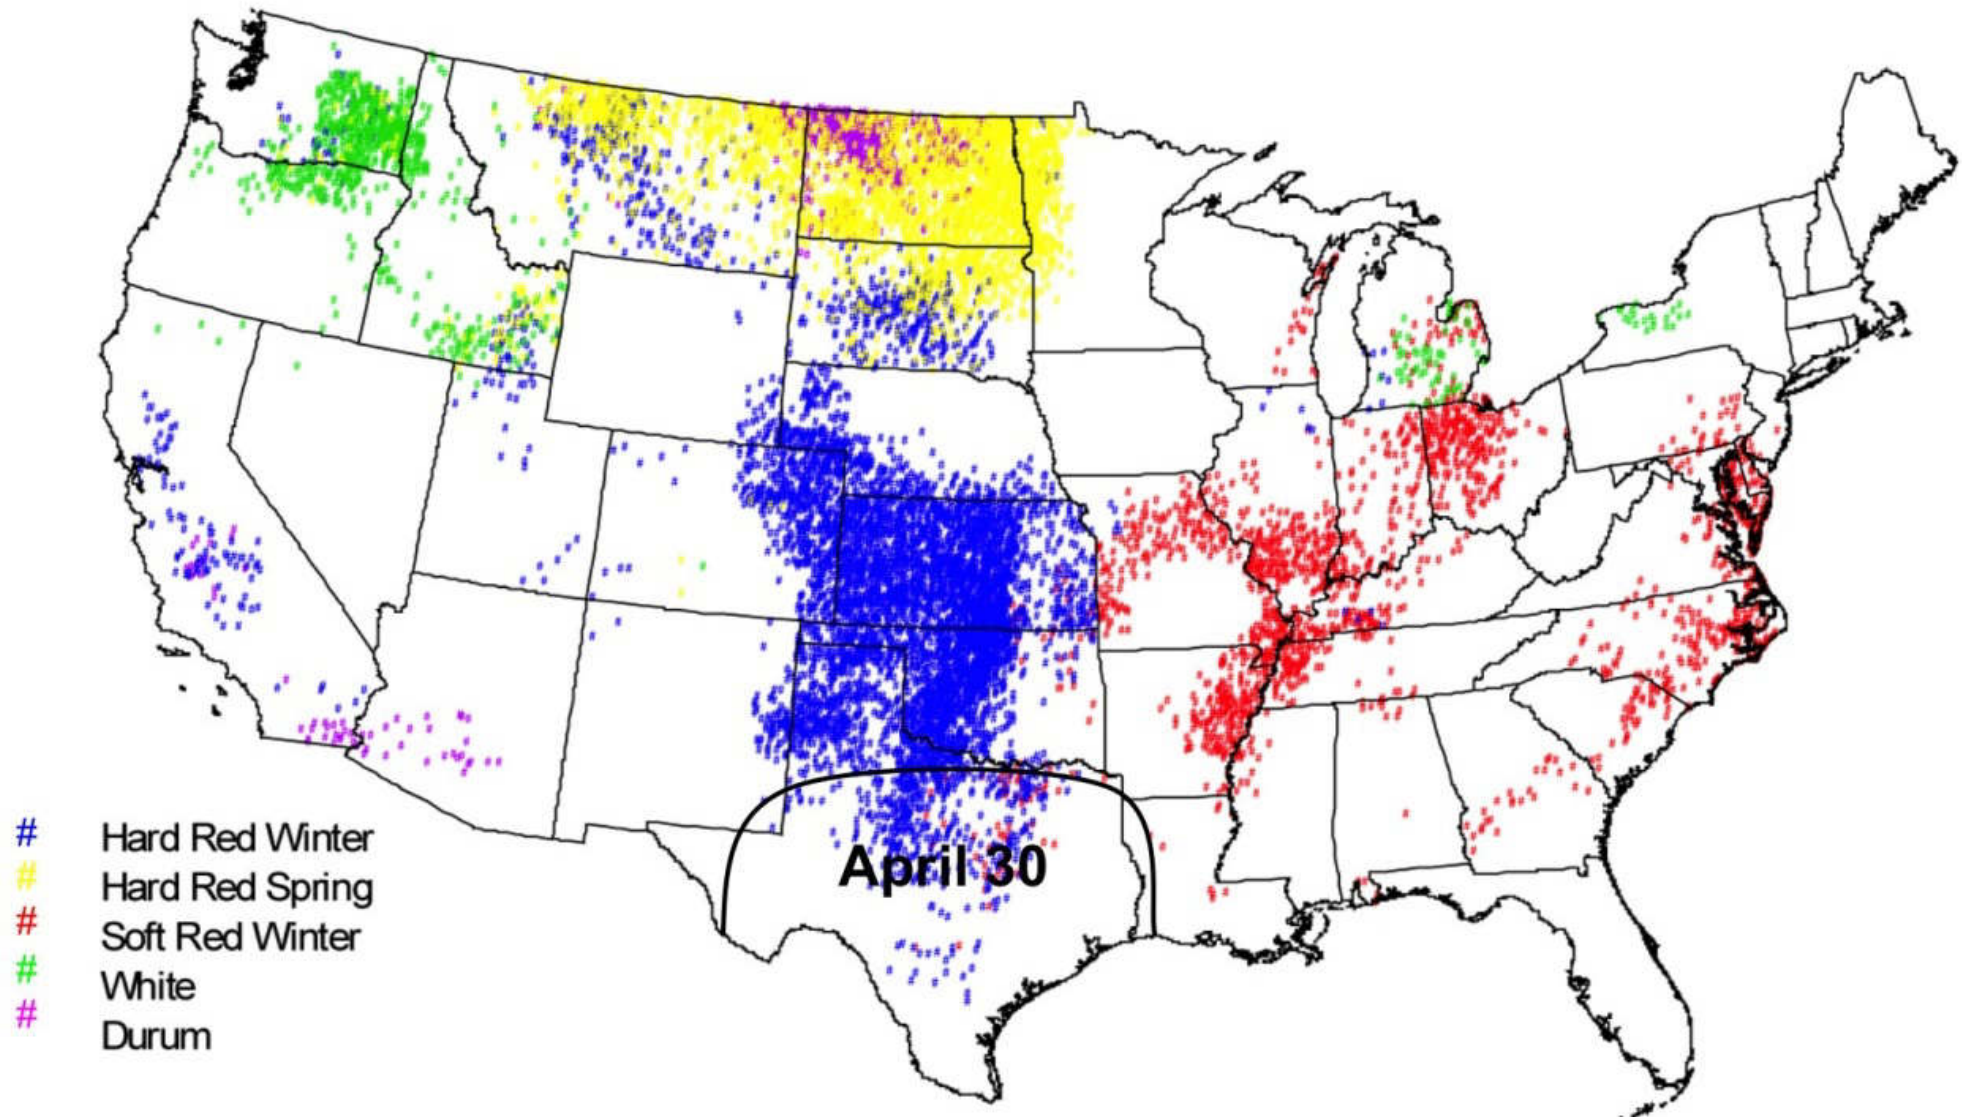 April 30
# Hard Red Winter
# Hard Red Spring
# Soft Red Winter
# White
# Durum